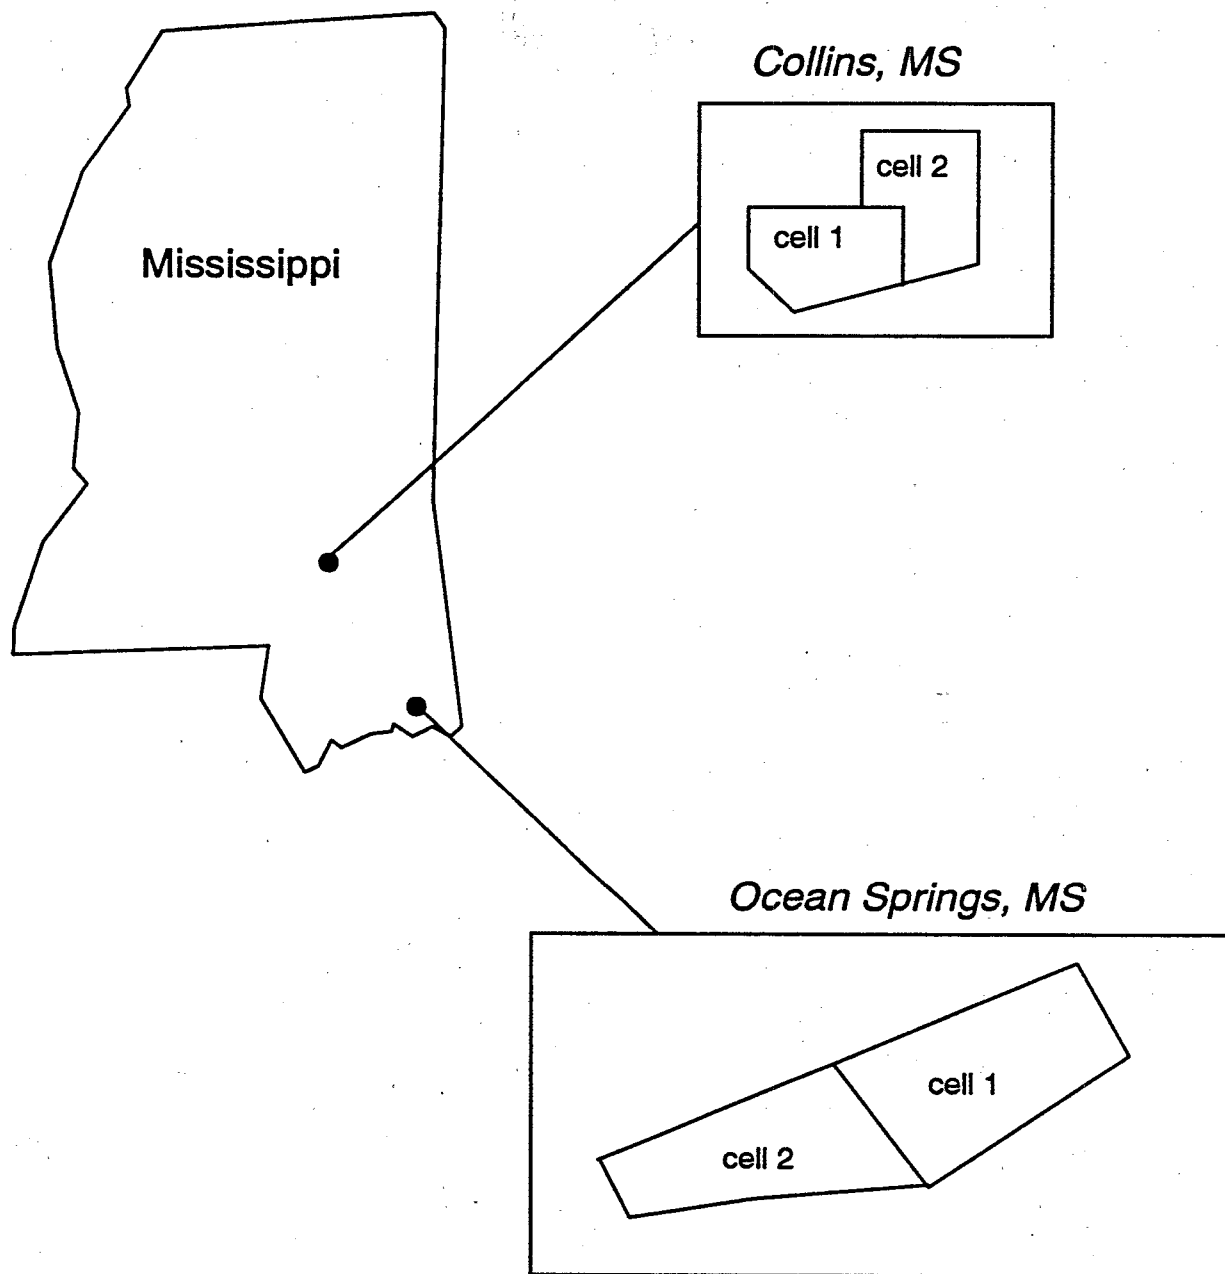 Collins, MS
cell 2
cell 1
Mississippi
Ocean Springs, MS
cell 1
cell 2